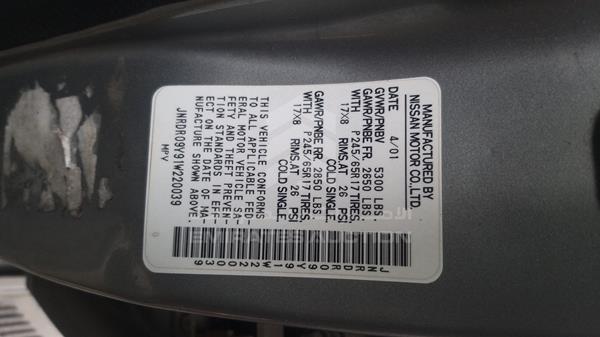 MANUFACTURED BY
NISSAN MOTOR CO.,LTD.
DATE 4/01
GVWR/PNBV 5300 LBS.
GAWR/PNBE FR. 2650 LBS.
WITH P245/65R17 TIRES,
17X8 RIMS,AT 26 PSI
COLD SINGLE.
GAWR/PNBE RR. 2850 LBS.
WITH P245/65R17 TIRES,
17X8 RIMS,AT 26 PSI
COLD SINGLE.
THIS VEHICLE CONFORMS
TO ALL APPLICABLE FED-
ERAL MOTOR VEHICLE SA-
FETY AND THEFT PREVEN-
TION STANDARDS IN EFF-
ECT ON THE DATE OF MA-
NUFACTURE SHOWN ABOVE.
JNRDR09Y91W220039
MPV
JNRDR09Y91W220039